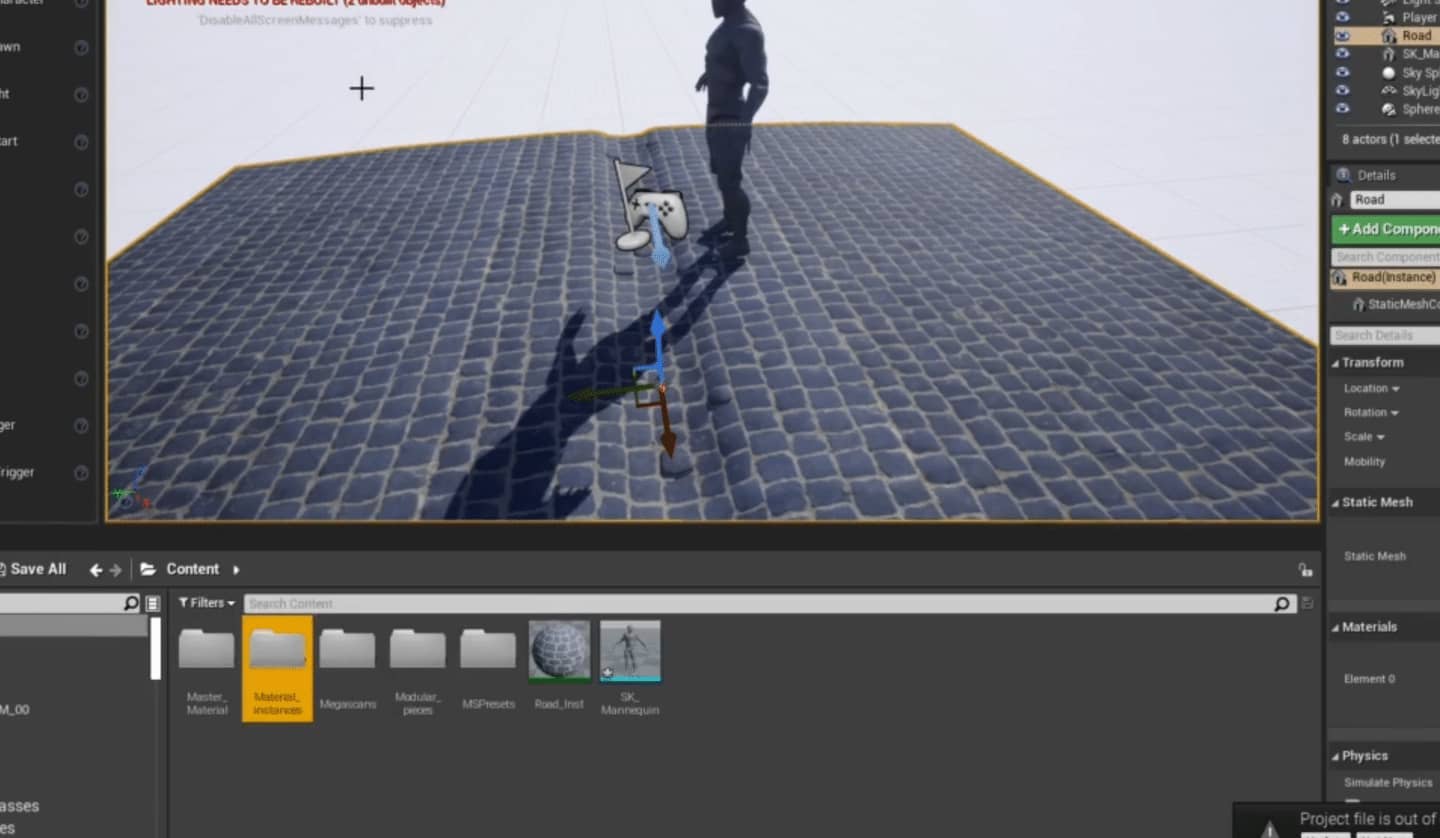 aracter
LIGHTING NEEDS TO BE REBUILT (2 unbuilt objects)
'DisableAllScreenMessages' to suppress
awn
ht
tart
ger
Trigger
Light S
Player
Road
SK_Ma
Sky Sp
SkyLig
Sphere
8 actors (1 selecte
Details
Road
+ Add Compon
Search Component
Road(Instance)
StaticMeshCo
Search Details
Transform
Location
Rotation
Scale
Mobility
Static Mesh
Static Mesh
Materials
Element 0
Physics
Simulate Physics
Project file is out of
Save All
Content
Filters
Search Content
Master_
Material
Material_
instances
Megascans
Modular_
pieces
MSPresets
Road_Inst
SK_
Mannequin
M_00
asses
es